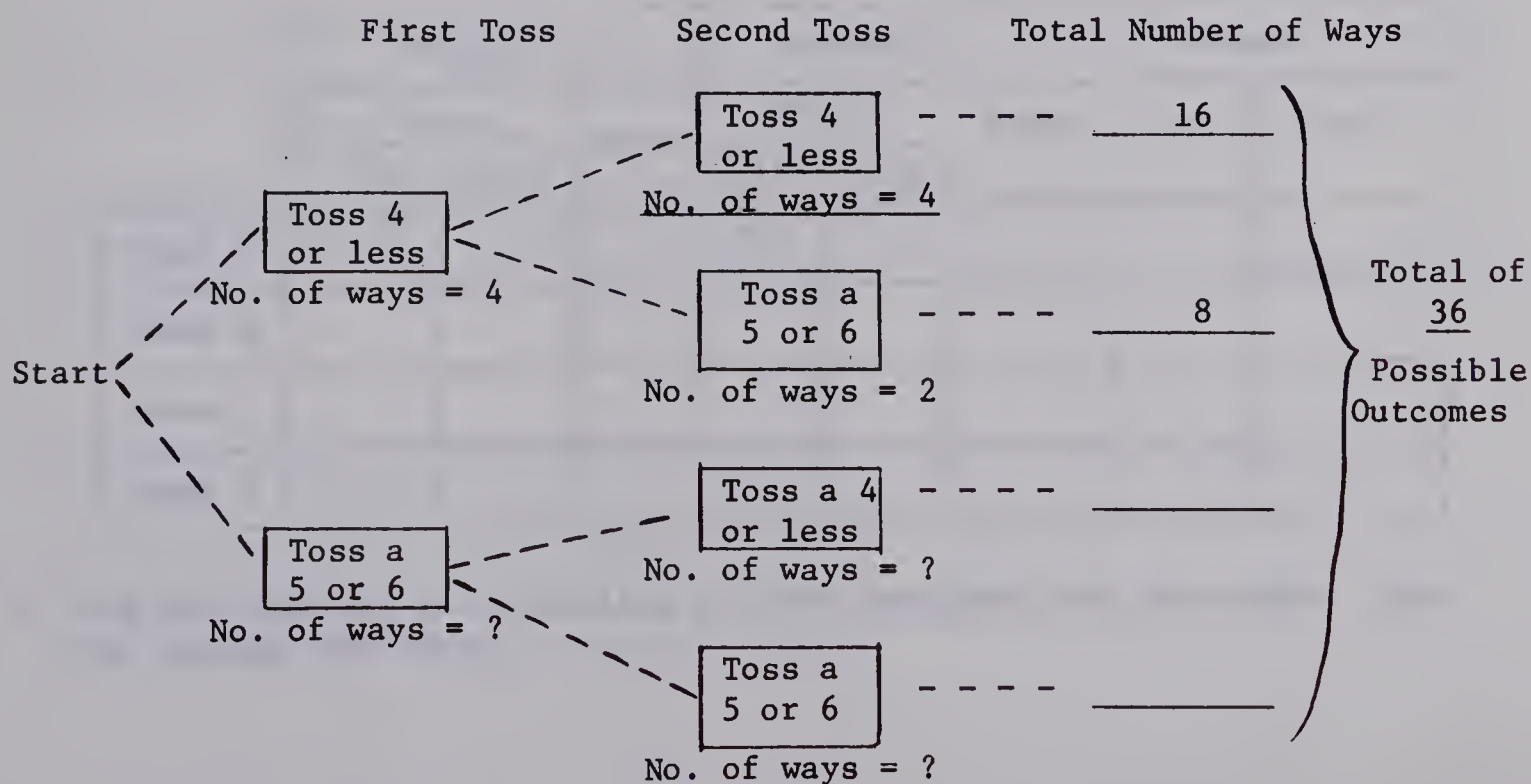 First Toss Second Toss Total Number of Ways
Toss 4
or less
No. of ways = 4
- - - - 16
Toss 4
or less
No. of ways = 4
Toss a
5 or 6
No. of ways = 2
- - - - 8
Total of
36
Possible
Outcomes
Start
Toss a
5 or 6
No. of ways = ?
Toss a 4
or less
No. of ways = ?
- - - - ______
Toss a
5 or 6
No. of ways = ?
- - - - ______